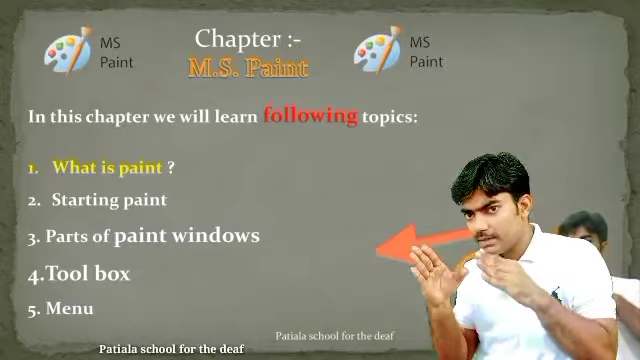 MS
Paint
Chapter :-
M.S. Paint
MS
Paint
In this chapter we will learn following topics:
1. What is paint ?
2. Starting paint
3. Parts of paint windows
4.Tool box
5. Menu
Patiala school for the deaf
Patiala school for the deaf